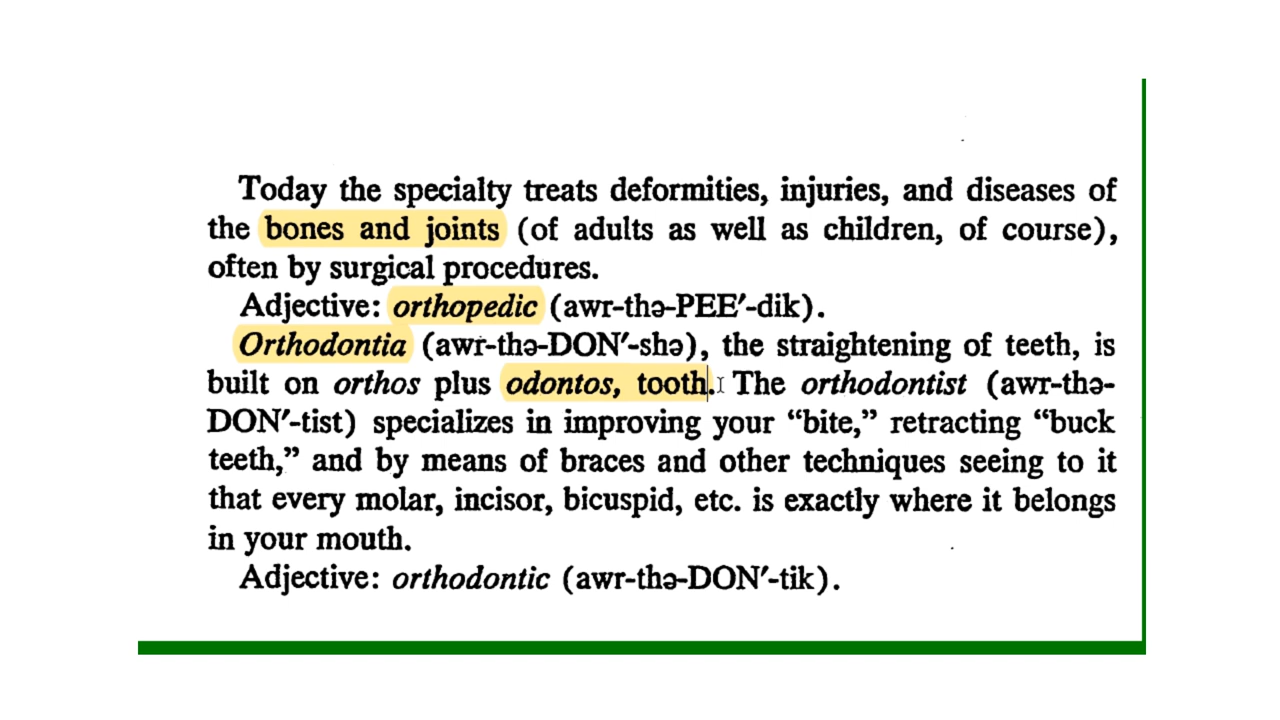 Today the specialty treats deformities, injuries, and diseases of
the bones and joints (of adults as well as children, of course),
often by surgical procedures.
Adjective: orthopedic (awr-thə-PEE′-dik).
Orthodontia (awr-thə-DON′-shə), the straightening of teeth, is
built on orthos plus odontos, tooth. The orthodontist (awr-thə-
DON′-tist) specializes in improving your “bite,” retracting “buck
teeth,” and by means of braces and other techniques seeing to it
that every molar, incisor, bicuspid, etc. is exactly where it belongs
in your mouth.
Adjective: orthodontic (awr-thə-DON′-tik).